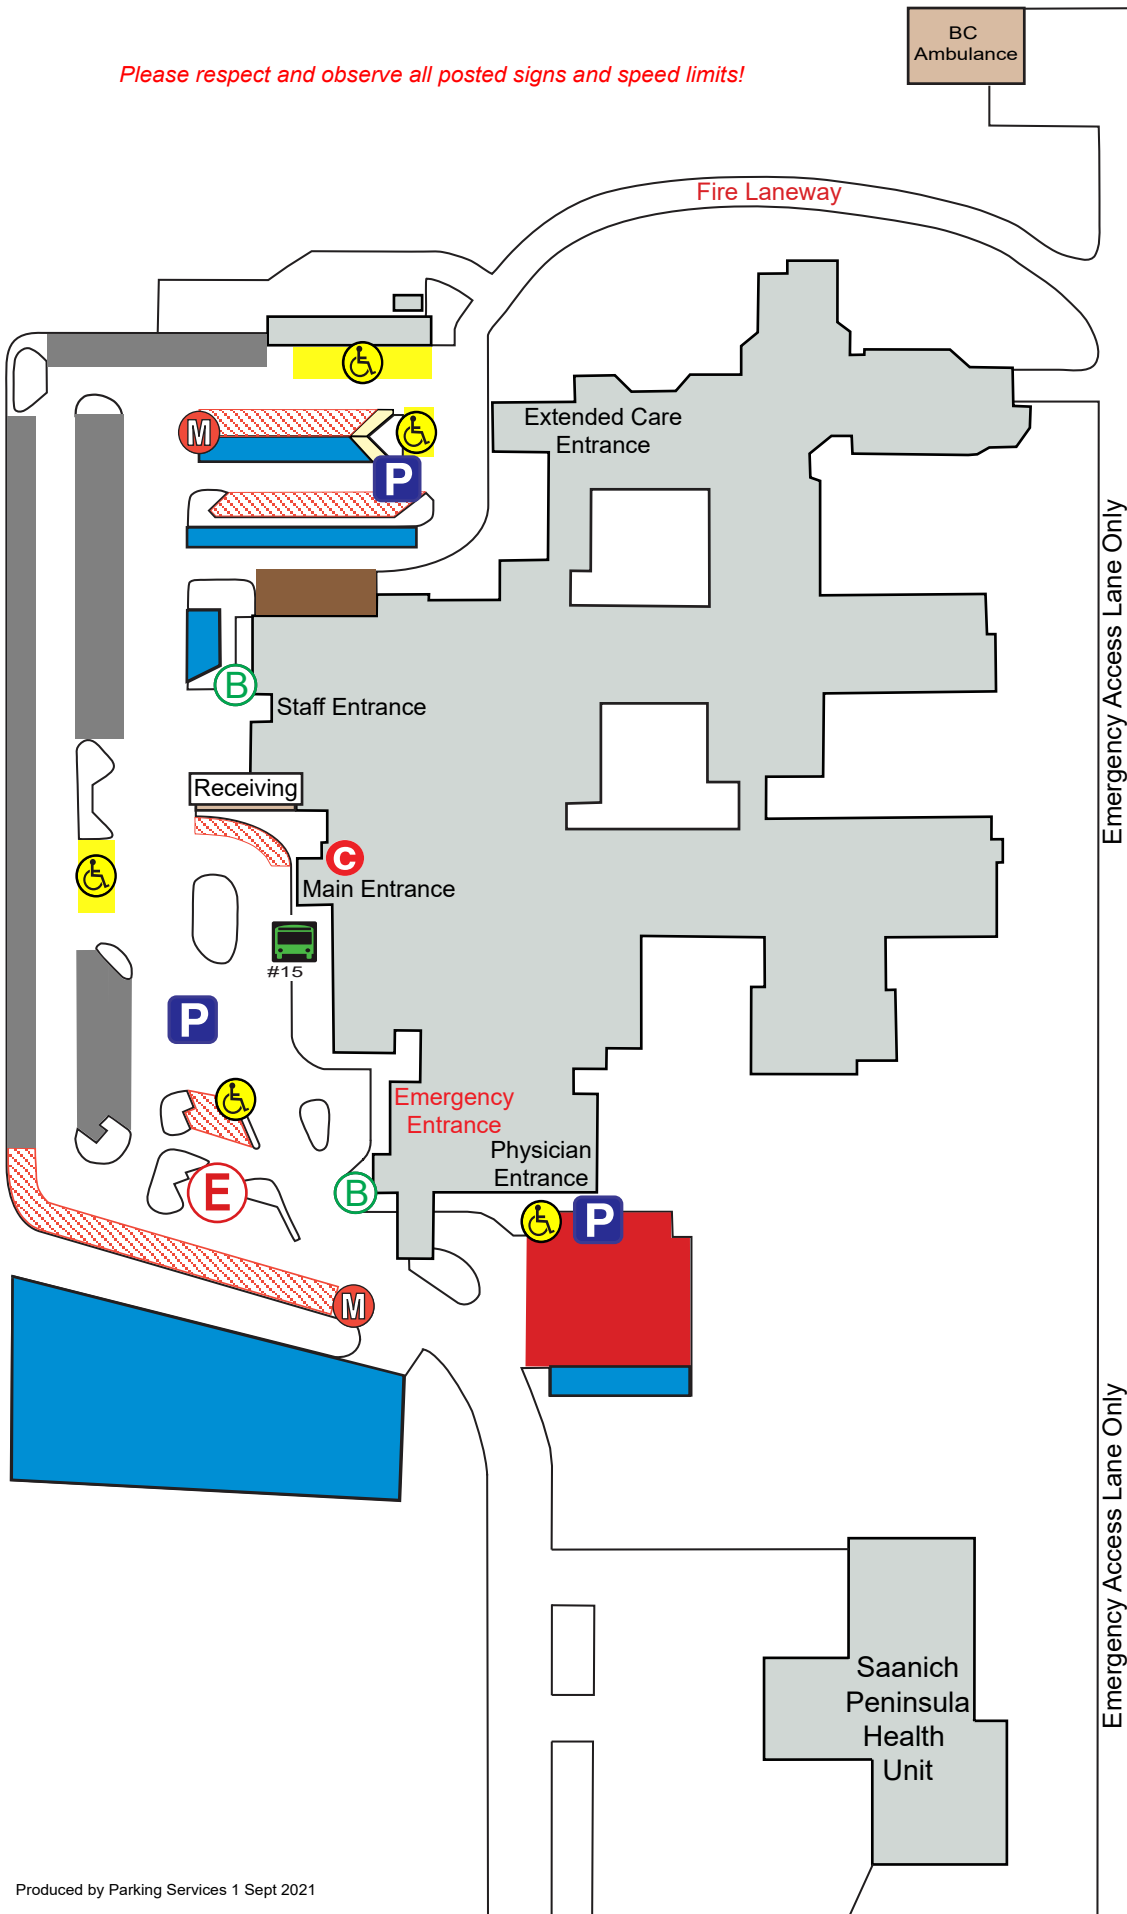 BC
Ambulance
Please respect and observe all posted signs and speed limits!
Fire Laneway
M
P
Extended Care
Entrance
Emergency Access Lane Only
B
Staff Entrance
Receiving
C
Main Entrance
#15
P
Emergency
Entrance
Physician
Entrance
E
B
P
M
Emergency Access Lane Only
Saanich
Peninsula
Health
Unit
Produced by Parking Services 1 Sept 2021